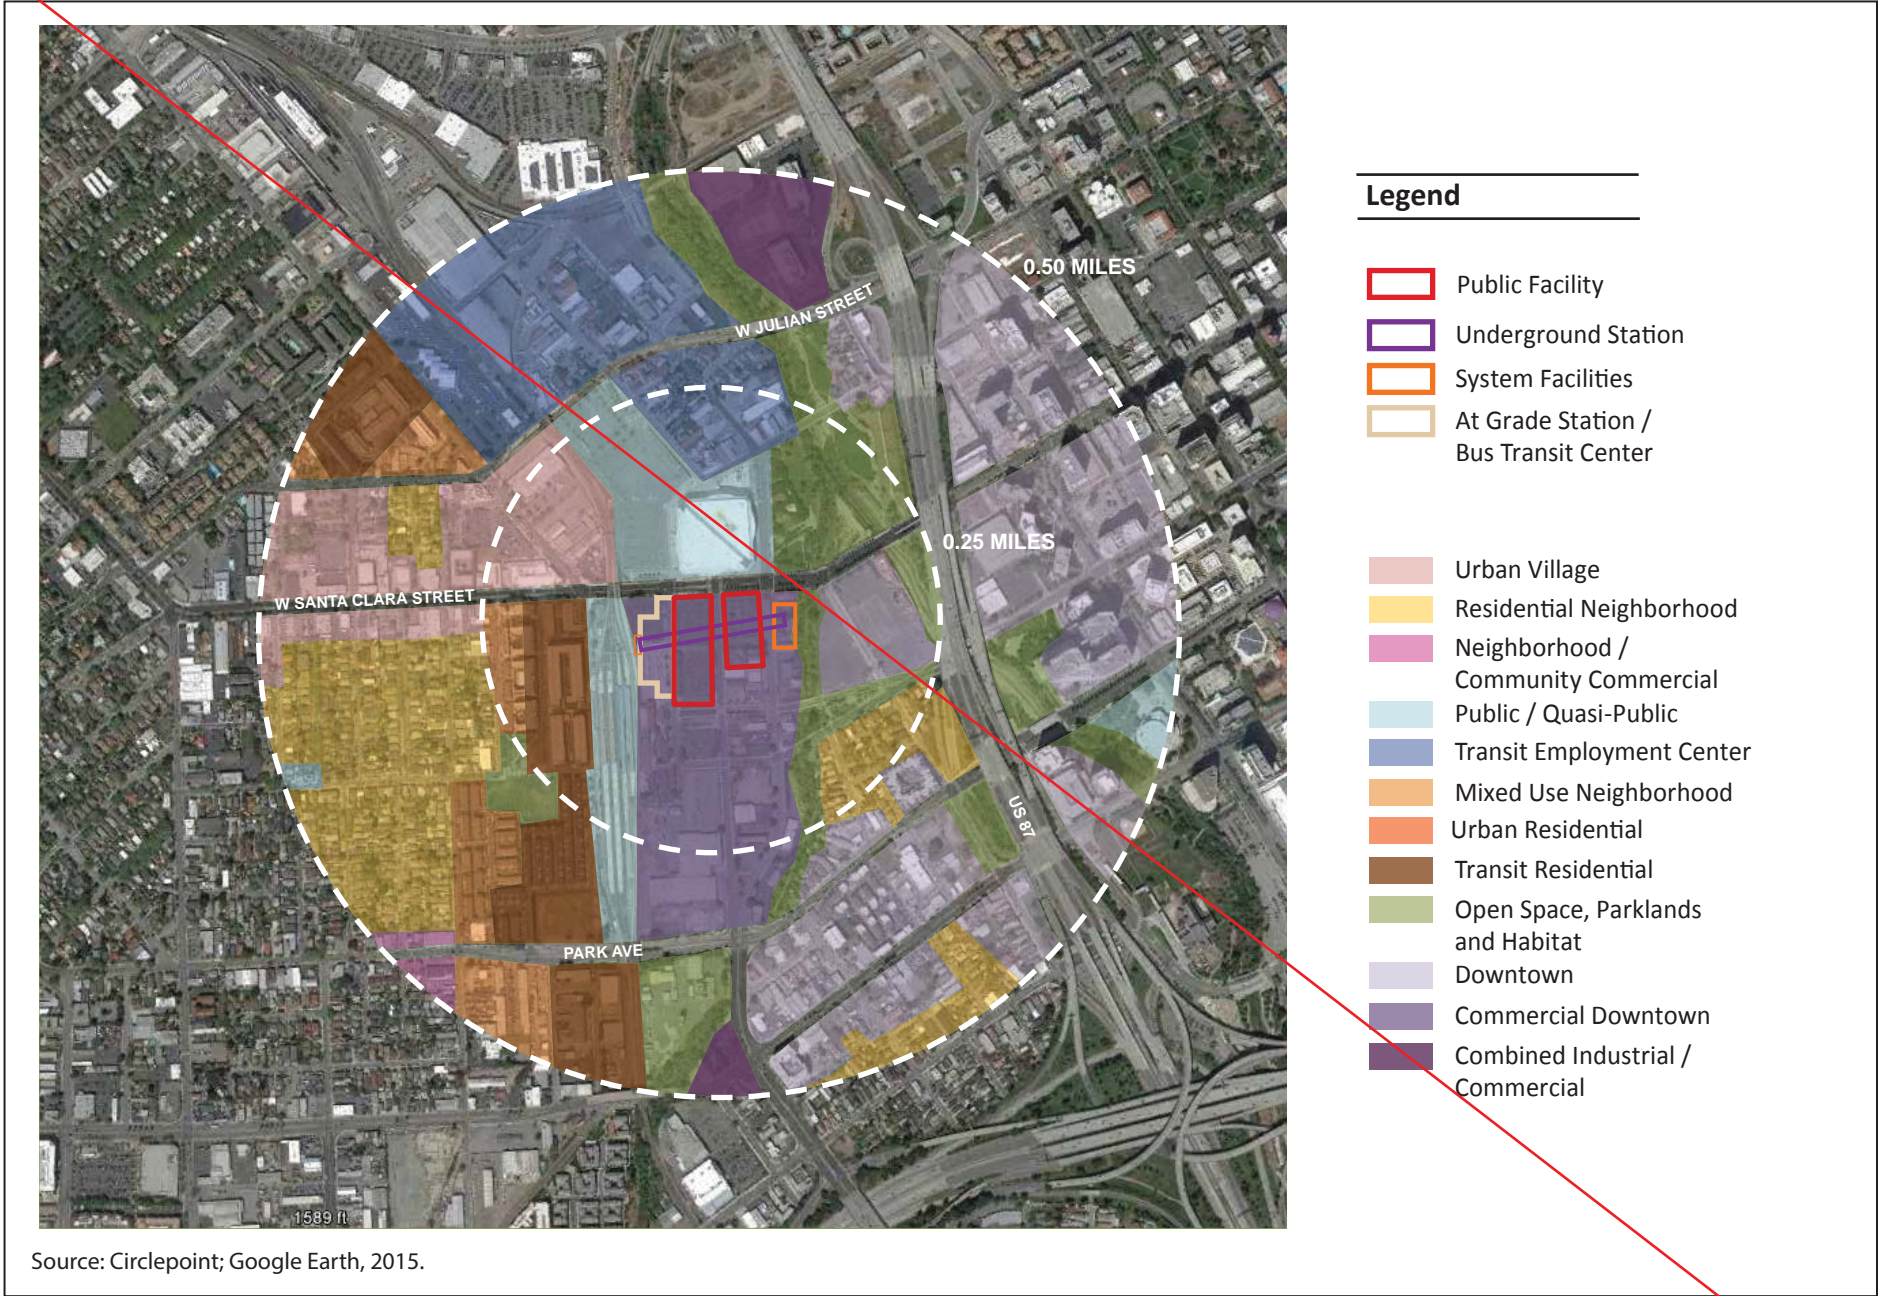 0.50 MILES
W JULIAN STREET
0.25 MILES
W SANTA CLARA STREET
US 87
PARK AVE
1589 ft
Legend
Public Facility
Underground Station
System Facilities
At Grade Station /
Bus Transit Center
Urban Village
Residential Neighborhood
Neighborhood /
Community Commercial
Public / Quasi-Public
Transit Employment Center
Mixed Use Neighborhood
Urban Residential
Transit Residential
Open Space, Parklands
and Habitat
Downtown
Commercial Downtown
Combined Industrial /
Commercial
Source: Circlepoint; Google Earth, 2015.